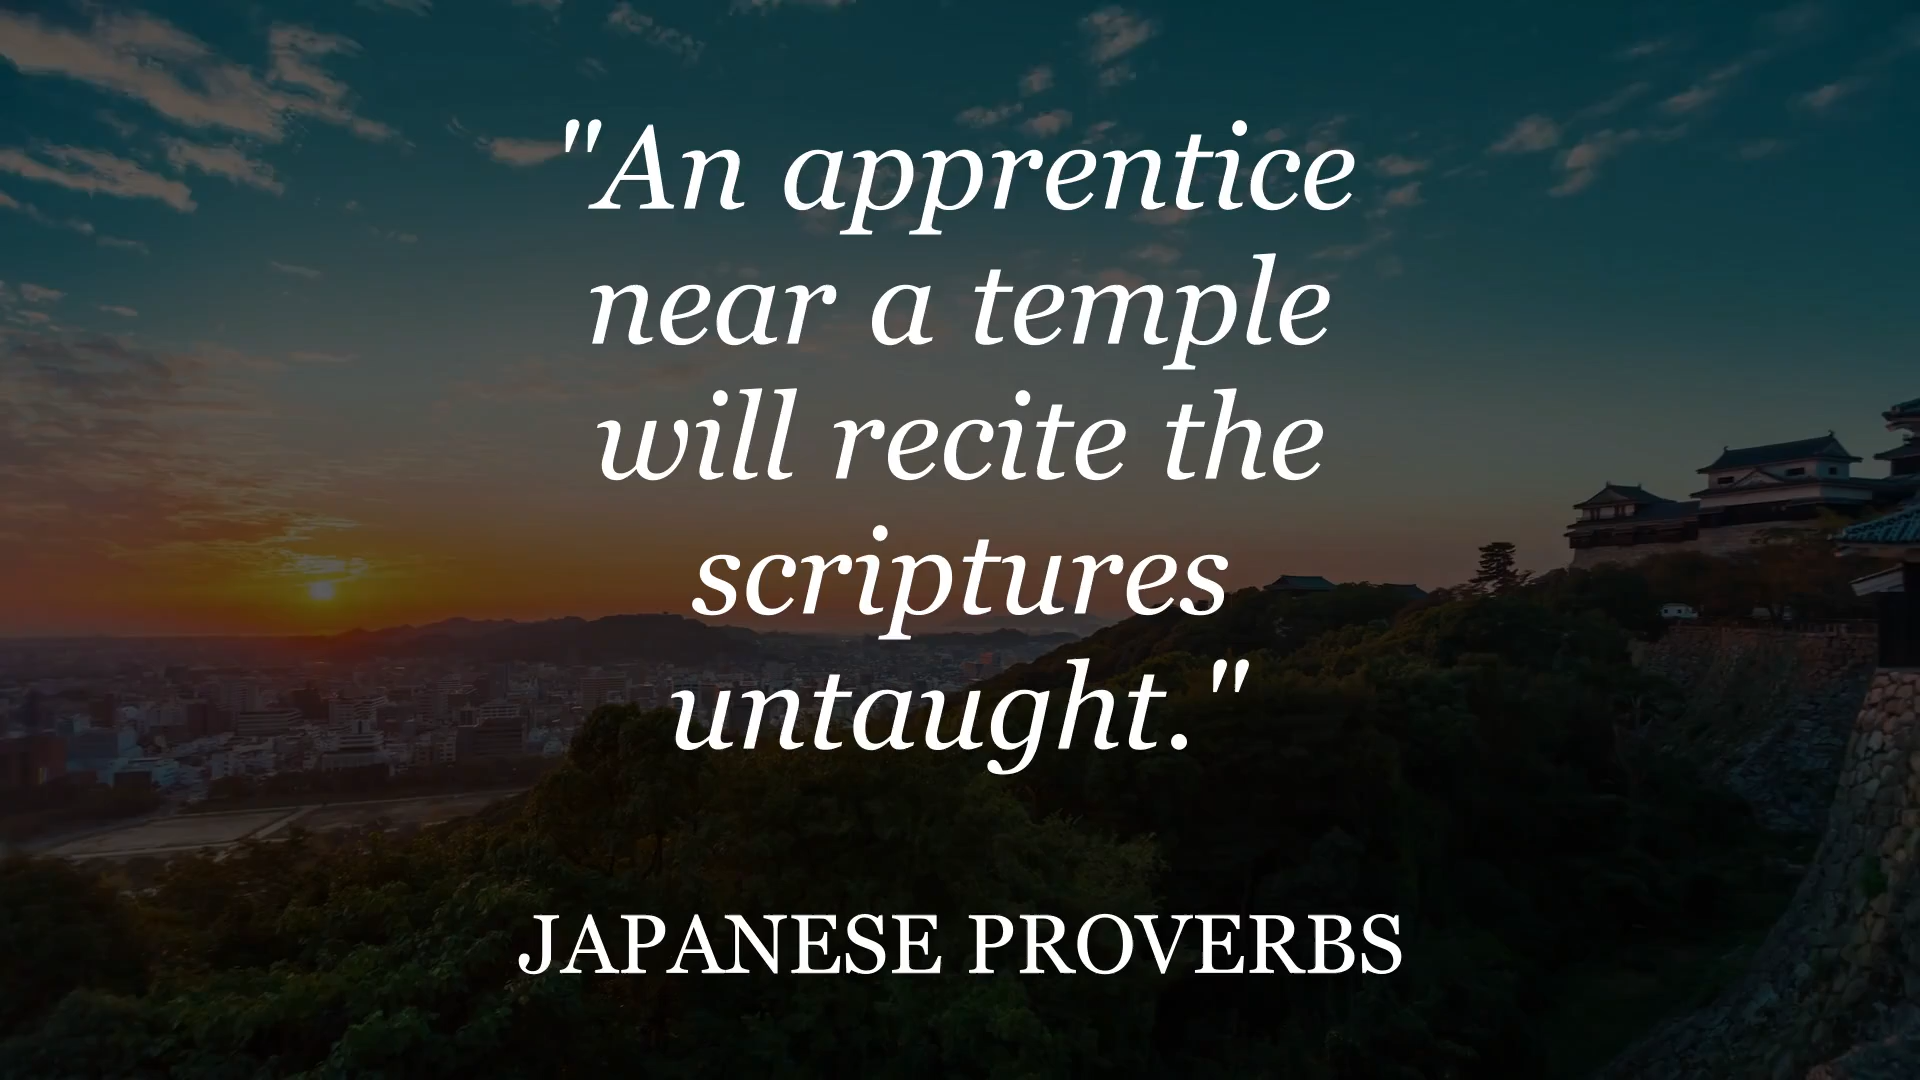 "An apprentice
near a temple
will recite the
scriptures
untaught."
JAPANESE PROVERBS